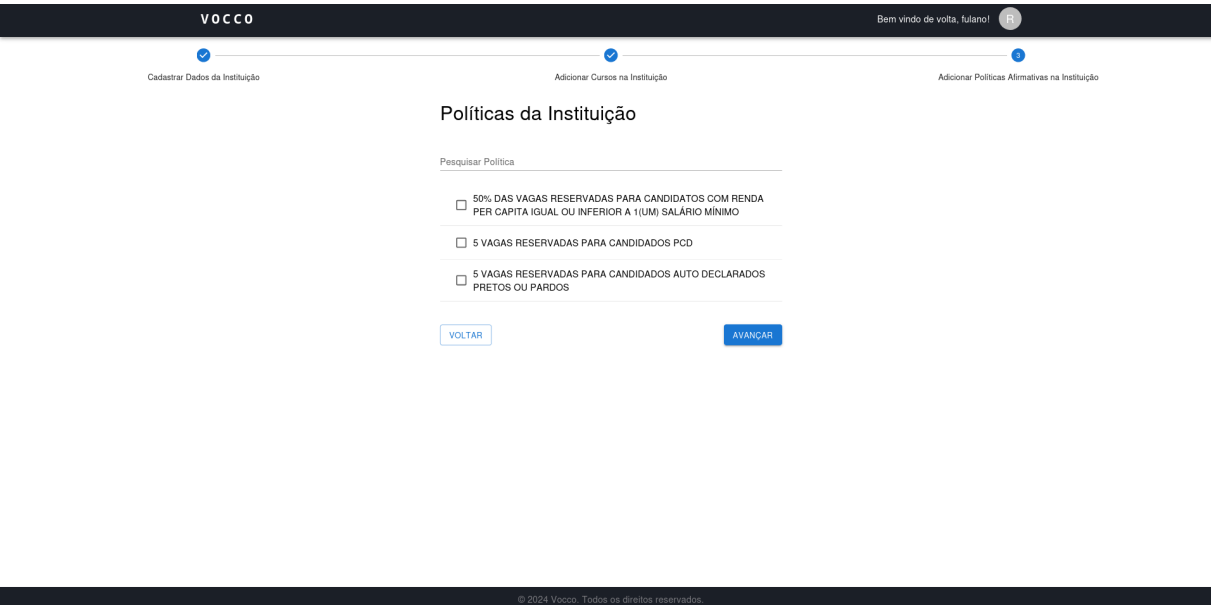 VOCCO
Bem vindo de volta, fulano!
R
3
Cadastrar Dados da Instituição
Adicionar Cursos na Instituição
Adicionar Políticas Afirmativas na Instituição
Políticas da Instituição
Pesquisar Política
50% DAS VAGAS RESERVADAS PARA CANDIDATOS COM RENDA
PER CAPITA IGUAL OU INFERIOR A 1(UM) SALÁRIO MÍNIMO
5 VAGAS RESERVADAS PARA CANDIDADOS PCD
5 VAGAS RESERVADAS PARA CANDIDADOS AUTO DECLARADOS
PRETOS OU PARDOS
VOLTAR
AVANÇAR
© 2024 Vocco. Todos os direitos reservados.